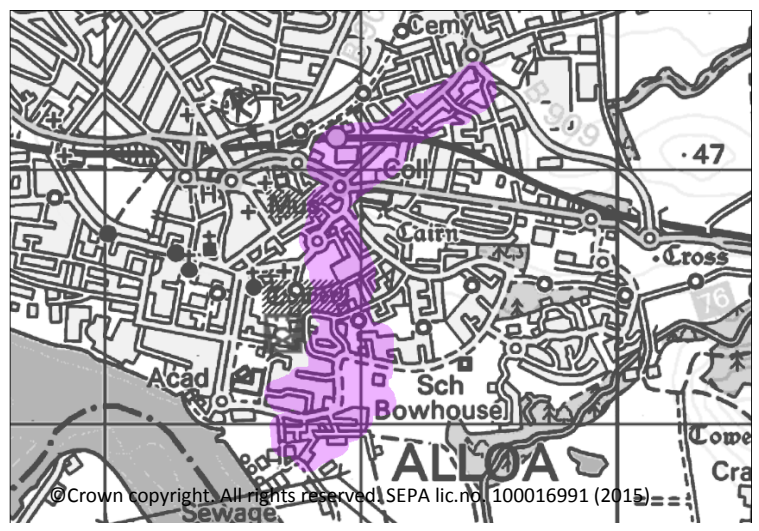 Cemy
B 90
B 909
47
Coll
TH
Cairn
Cross
76
Acad
Sch
Bowhouse
Towe
Cra
ALLOA
©Crown copyright. All rights reserved. SEPA lic.no. 100016991 (2015)
Sewage